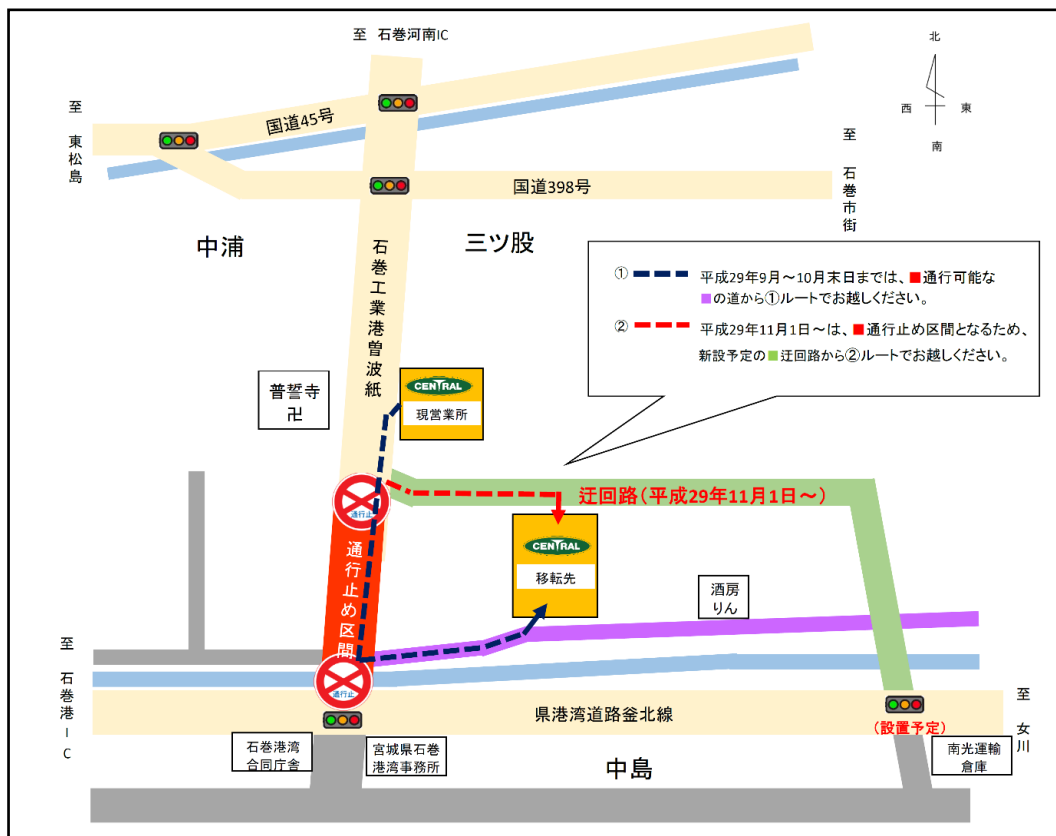 至 石巻河南IC
北
西 東
南
至 東松島
国道45号
至 石巻市街
国道398号
中浦
三ツ股
石巻工業港曽波紙
① 平成29年9月～10月末日までは、■通行可能な
■の道から①ルートでお越しください。
② 平成29年11月1日～は、■通行止め区間となるため、
新設予定の■迂回路から②ルートでお越しください。
普誓寺
卍
CENTRAL
現営業所
通行止
迂回路(平成29年11月1日～)
CENTRAL
移転先
通行止め区間
酒房
りん
至 石巻港IC
通行止
県港湾道路釜北線
(設置予定)
至 女川
石巻港湾
合同庁舎
宮城県石巻
港湾事務所
中島
南光運輸
倉庫